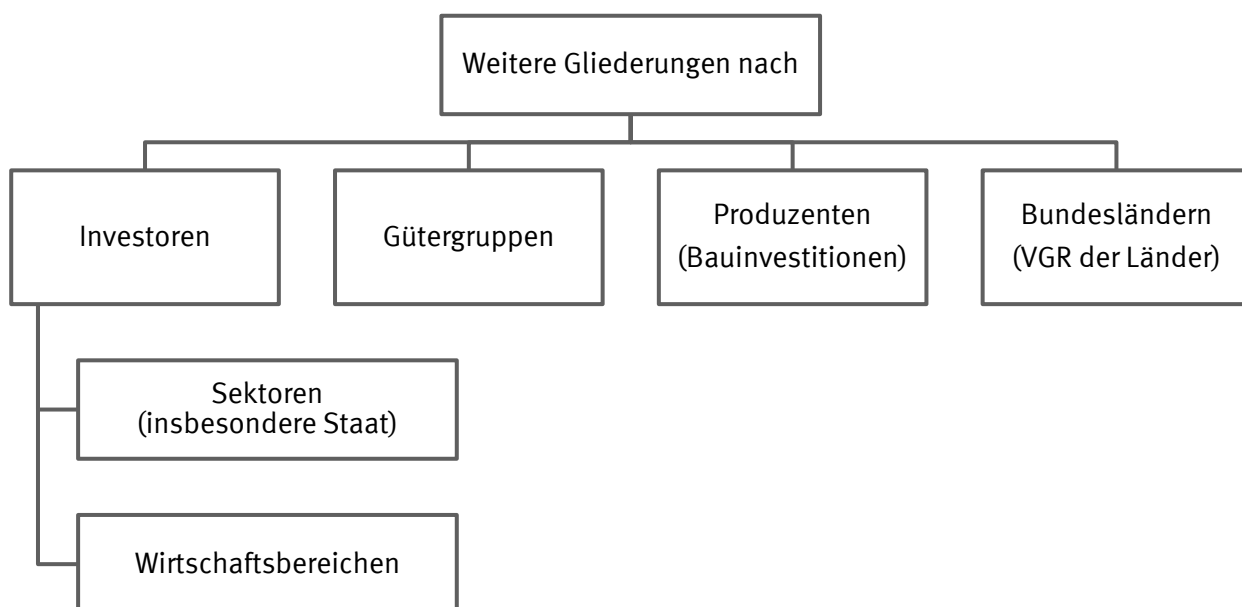 Weitere Gliederungen nach
Investoren
Gütergruppen
Produzenten
(Bauinvestitionen)
Bundesländern
(VGR der Länder)
Sektoren
(insbesondere Staat)
Wirtschaftsbereichen